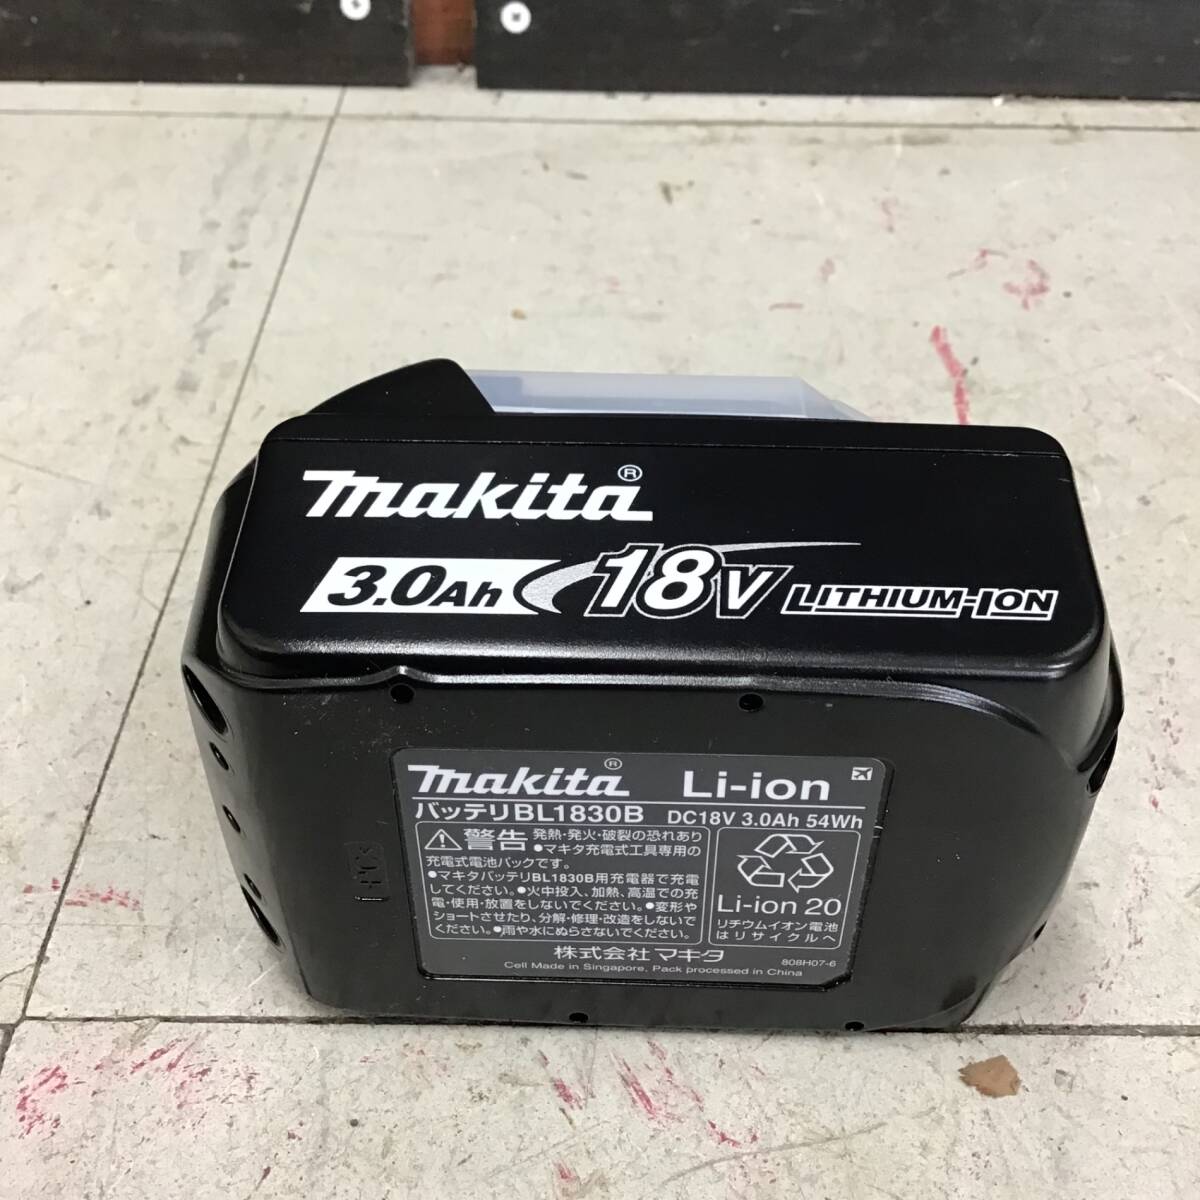 makita®
3.0Ah 18V LITHIUM-ION
makita® Li-ion
バッテリBL1830B DC18V 3.0Ah 54Wh
警告 発熱・発火・破裂の恐れあり
●マキタ充電式工具専用の
充電式電池パックです。
●マキタバッテリBL1830B用充電器で充電
してください。●火中投入、加熱、高温での充
電・使用・放置をしないでください。●変形や
ショートさせたり、分解・修理・改造をしないで
ください。●雨や水にぬらさないでください。
Li-ion 20
リチウムイオン電池
はリサイクルへ
株式会社マキタ
808H07-6
Cell Made in Singapore, Pack processed in China